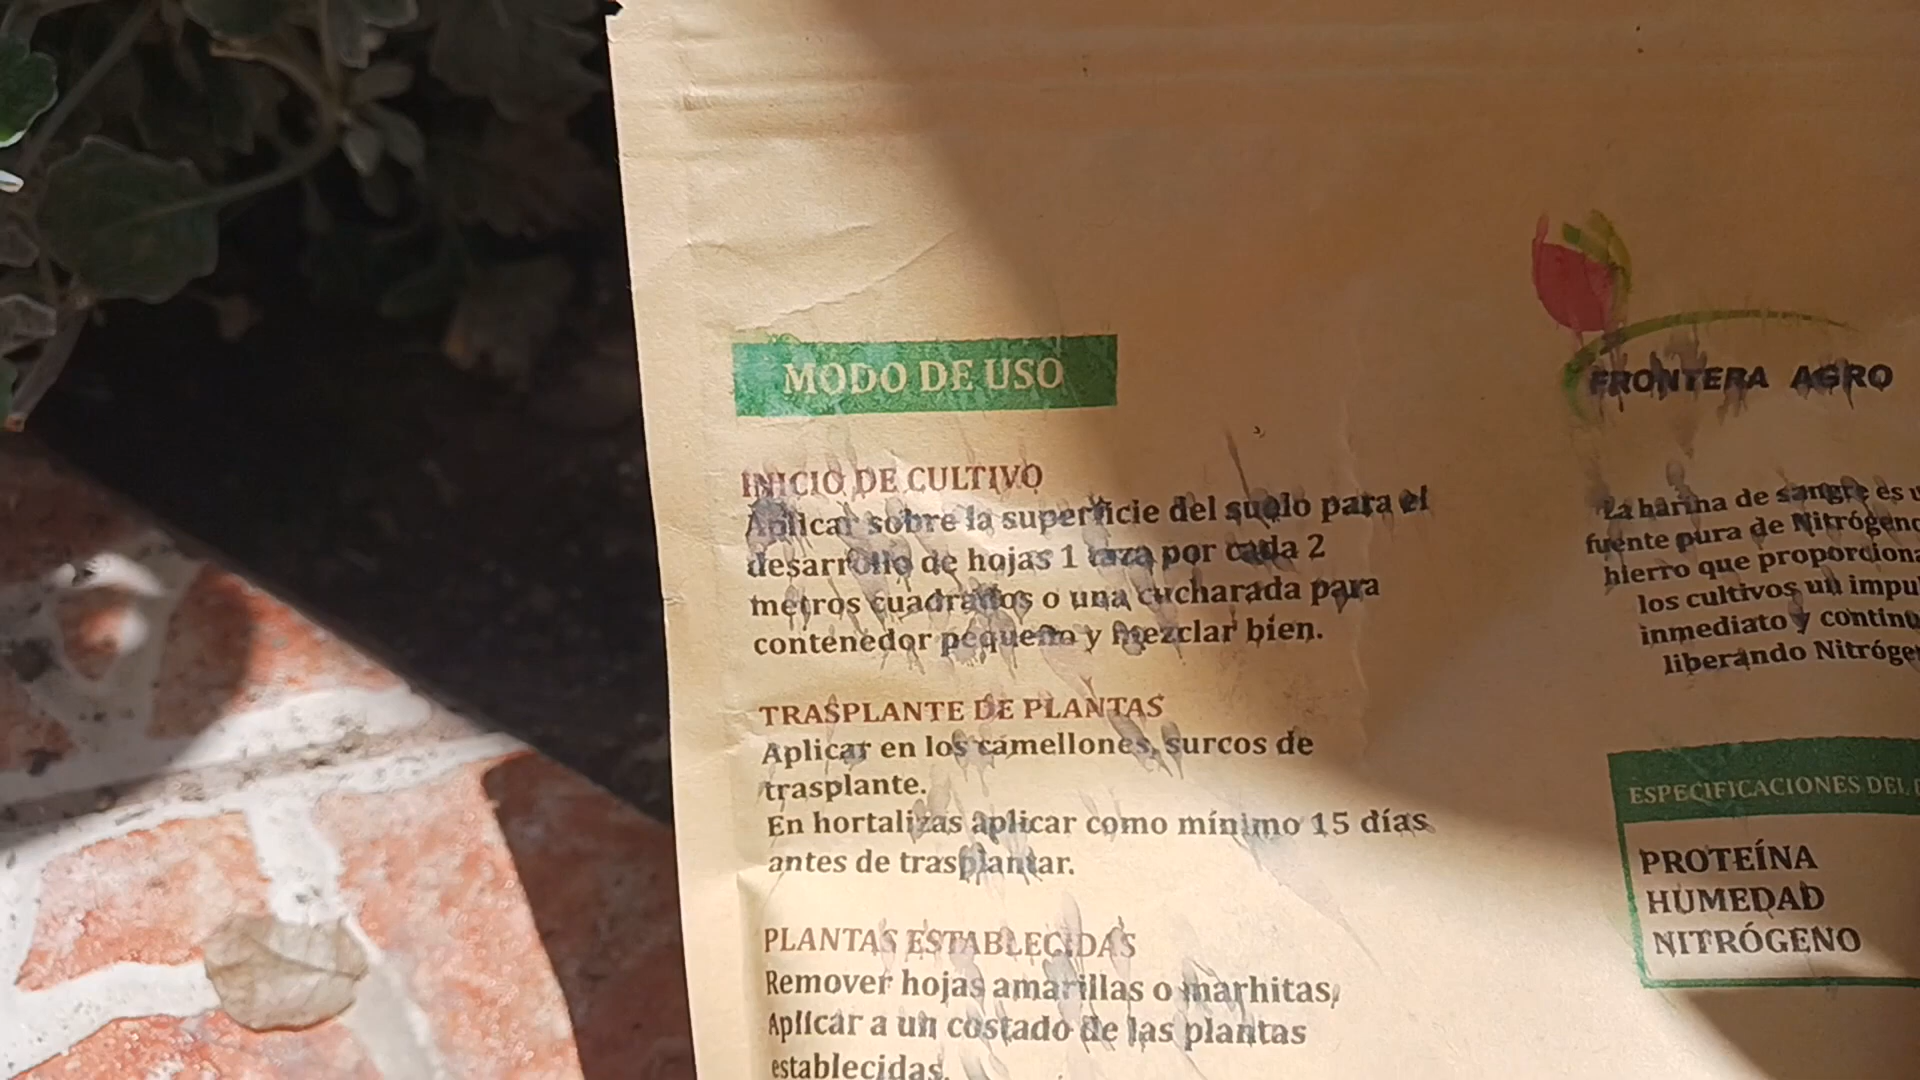 MODO DE USO
INICIO DE CULTIVO
Aplicar sobre la superficie del suelo para el
desarrollo de hojas 1 taza por cada 2
metros cuadrados o una cucharada para
contenedor pequeño y mezclar bien.
TRASPLANTE DE PLANTAS
Aplicar en los camellones, surcos de
trasplante.
En hortalizas aplicar como mínimo 15 días
antes de trasplantar.
PLANTAS ESTABLECIDAS
Remover hojas amarillas o marhitas,
Aplicar a un costado de las plantas
establecidas.
FRONTERA AGRO
La harina de sangre es
fuente pura de
hierro que
los cultivos un
inmediato y
liberando
ESPECIFICACIONES DEL
PROTEÍNA
HUMEDAD
NITRÓGENO